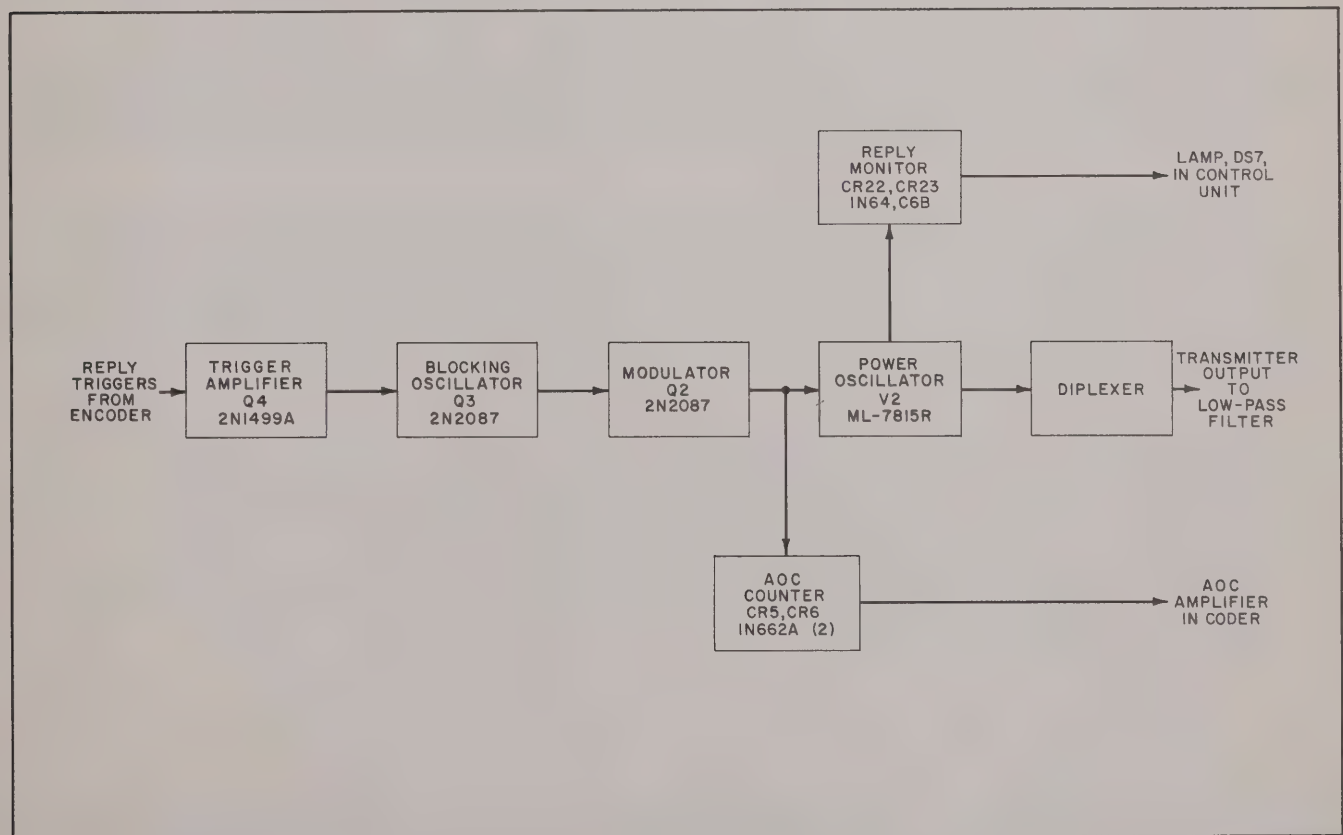 REPLY
MONITOR
CR22, CR23
IN64, C6B
LAMP, DS7,
IN CONTROL
UNIT
REPLY
TRIGGERS
FROM
ENCODER
TRIGGER
AMPLIFIER
Q4
2N1499A
BLOCKING
OSCILLATOR
Q3
2N2087
MODULATOR
Q2
2N2087
POWER
OSCILLATOR
V2
ML-7815R
DIPLEXER
TRANSMITTER
OUTPUT
TO
LOW-PASS
FILTER
AOC
COUNTER
CR5, CR6
IN662A (2)
AOC
AMPLIFIER
IN CODER